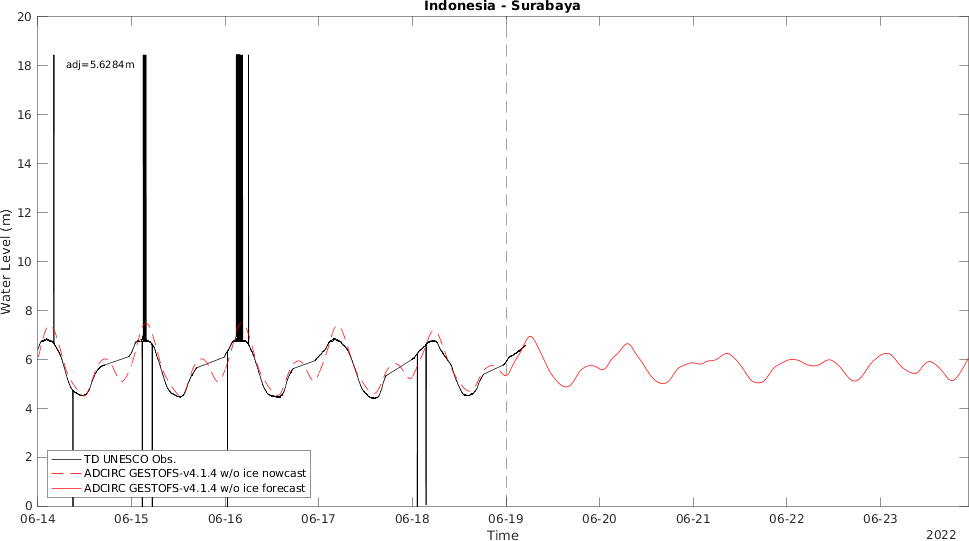 Indonesia - Surabaya
20
18
16
14
12
10
8
6
4
2
0
Water Level (m)
adj=5.6284m
TD UNESCO Obs.
ADCIRC GESTOFS-v4.1.4 w/o ice nowcast
ADCIRC GESTOFS-v4.1.4 w/o ice forecast
06-14 06-15 06-16 06-17 06-18 06-19 06-20 06-21 06-22 06-23
Time
2022